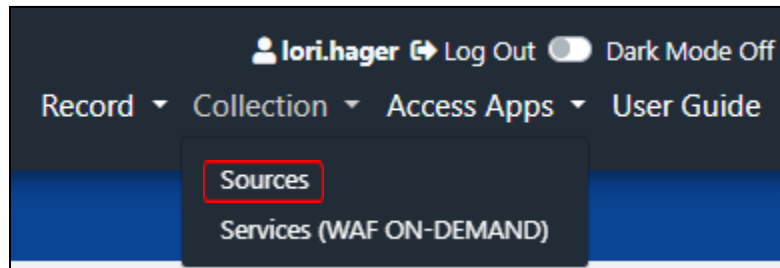 lori.hager Log Out Dark Mode Off
Record Collection Access Apps User Guide
Sources
Services (WAF ON-DEMAND)